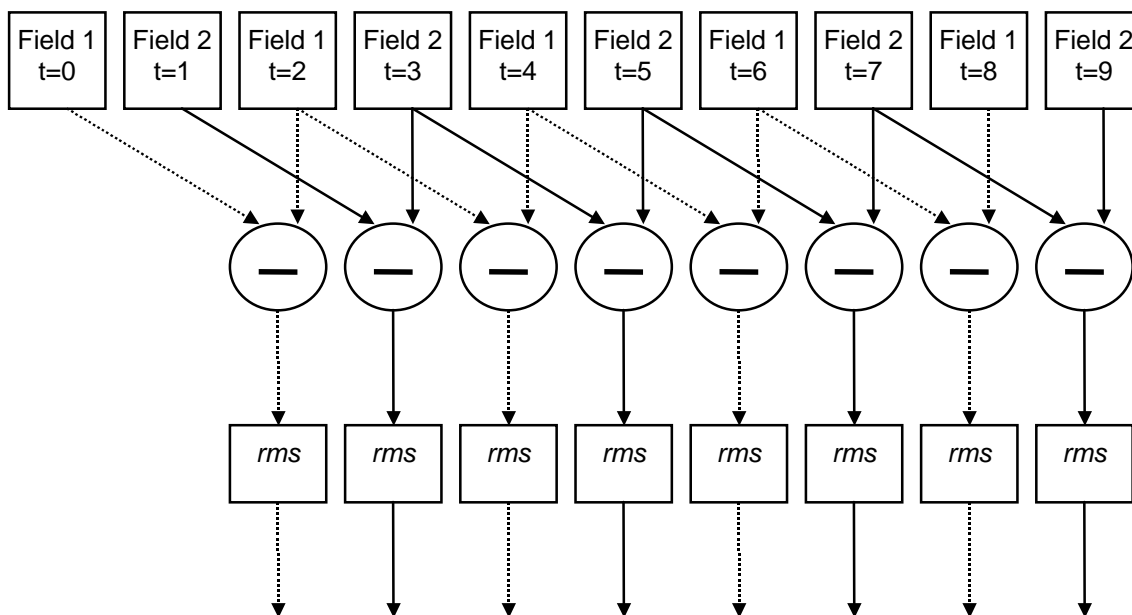 Field 1
t=0
Field 2
t=1
Field 1
t=2
Field 2
t=3
Field 1
t=4
Field 2
t=5
Field 1
t=6
Field 2
t=7
Field 1
t=8
Field 2
t=9
rms
rms
rms
rms
rms
rms
rms
rms